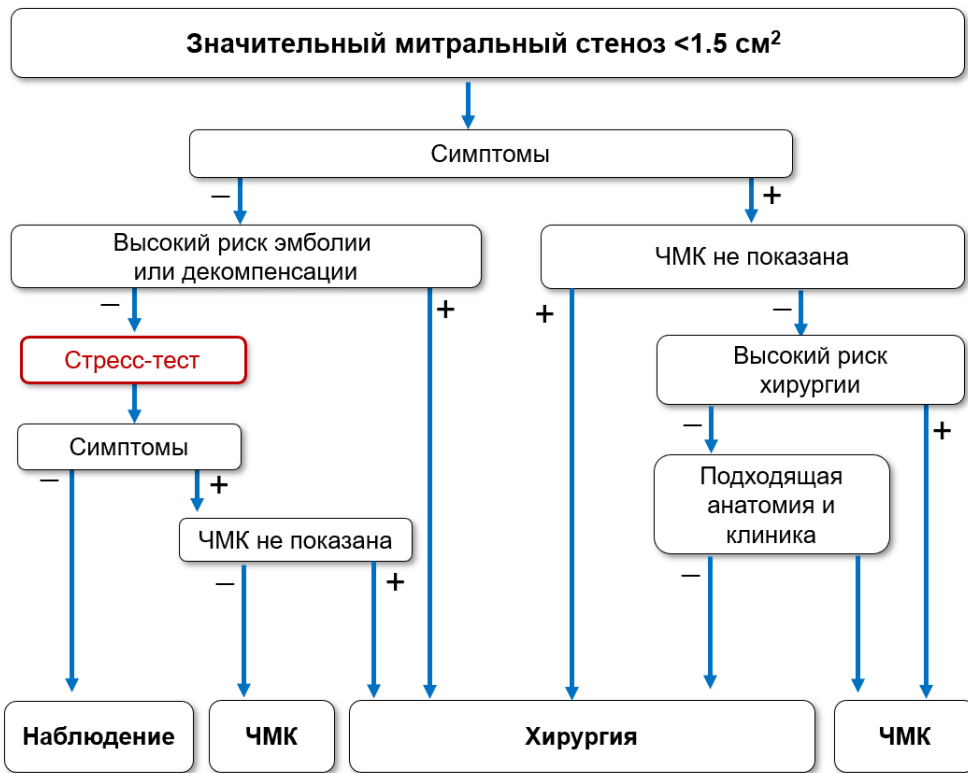 Значительный митральный стеноз <1.5 см²
Симптомы
– +
Высокий риск эмболии
или декомпенсации
ЧМК не показана
– + + –
Стресс-тест
Высокий риск
хирургии
Симптомы
– +
– +
Подходящая
анатомия и
клиника
ЧМК не показана
– + –
Наблюдение
ЧМК
Хирургия
ЧМК